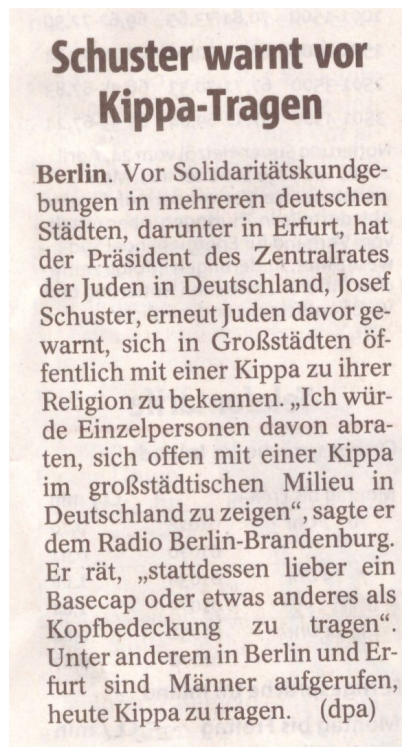 Schuster warnt vor
Kippa-Tragen
Berlin. Vor Solidaritätskundge-
bungen in mehreren deutschen
Städten, darunter in Erfurt, hat
der Präsident des Zentralrates
der Juden in Deutschland, Josef
Schuster, erneut Juden davor ge-
warnt, sich in Großstädten öf-
fentlich mit einer Kippa zu ihrer
Religion zu bekennen. „Ich wür-
de Einzelpersonen davon abra-
ten, sich offen mit einer Kippa
im großstädtischen Milieu in
Deutschland zu zeigen“, sagte er
dem Radio Berlin-Brandenburg.
Er rät, „stattdessen lieber ein
Basecap oder etwas anderes als
Kopfbedeckung zu tragen“.
Unter anderem in Berlin und Er-
furt sind Männer aufgerufen,
heute Kippa zu tragen. (dpa)